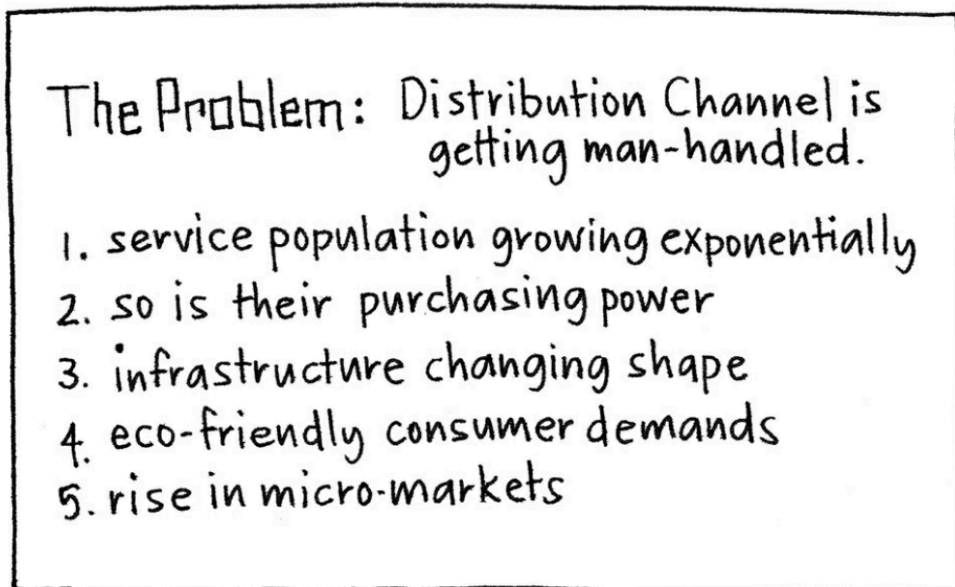 The Problem: Distribution Channel is
getting man-handled.
1. service population growing exponentially
2. so is their purchasing power
3. infrastructure changing shape
4. eco-friendly consumer demands
5. rise in micro-markets